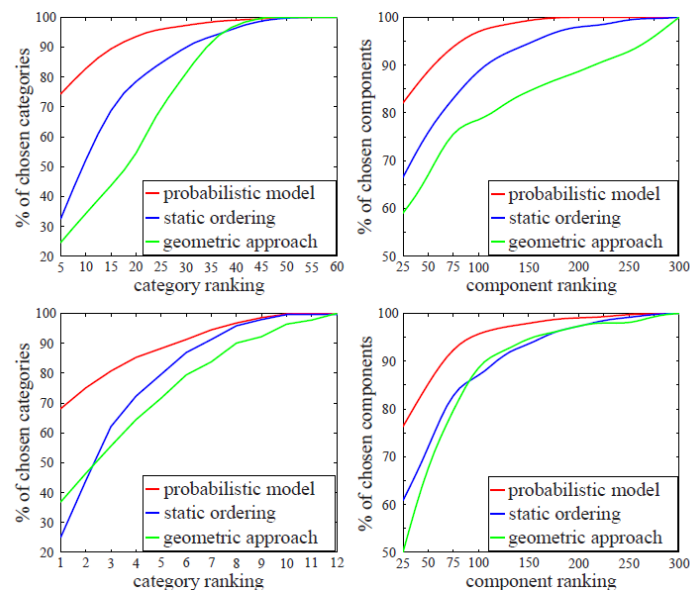 % of chosen categories
100
90
80
70
60
50
40
30
20
5 10 15 20 25 30 35 40 45 50 55 60
category ranking
probabilistic model
static ordering
geometric approach
% of chosen components
100
90
80
70
60
50
25 50 75 100 150 200 250 300
component ranking
probabilistic model
static ordering
geometric approach
% of chosen categories
100
90
80
70
60
50
40
30
20
1 2 3 4 5 6 7 8 9 10 11 12
category ranking
probabilistic model
static ordering
geometric approach
% of chosen components
100
90
80
70
60
50
25 50 75 100 150 200 250 300
component ranking
probabilistic model
static ordering
geometric approach